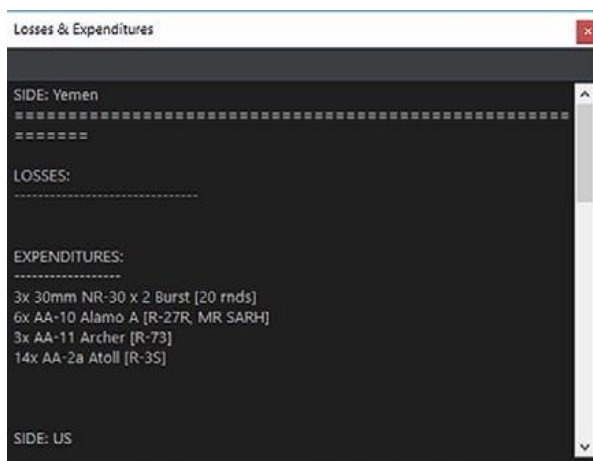 Losses & Expenditures
SIDE: Yemen
=====================================================
=======
LOSSES:
-------------------------------
EXPENDITURES:
------------------
3x 30mm NR-30 x 2 Burst [20 rnds]
6x AA-10 Alamo A [R-27R, MR SARH]
3x AA-11 Archer [R-73]
14x AA-2a Atoll [R-3S]
SIDE: US